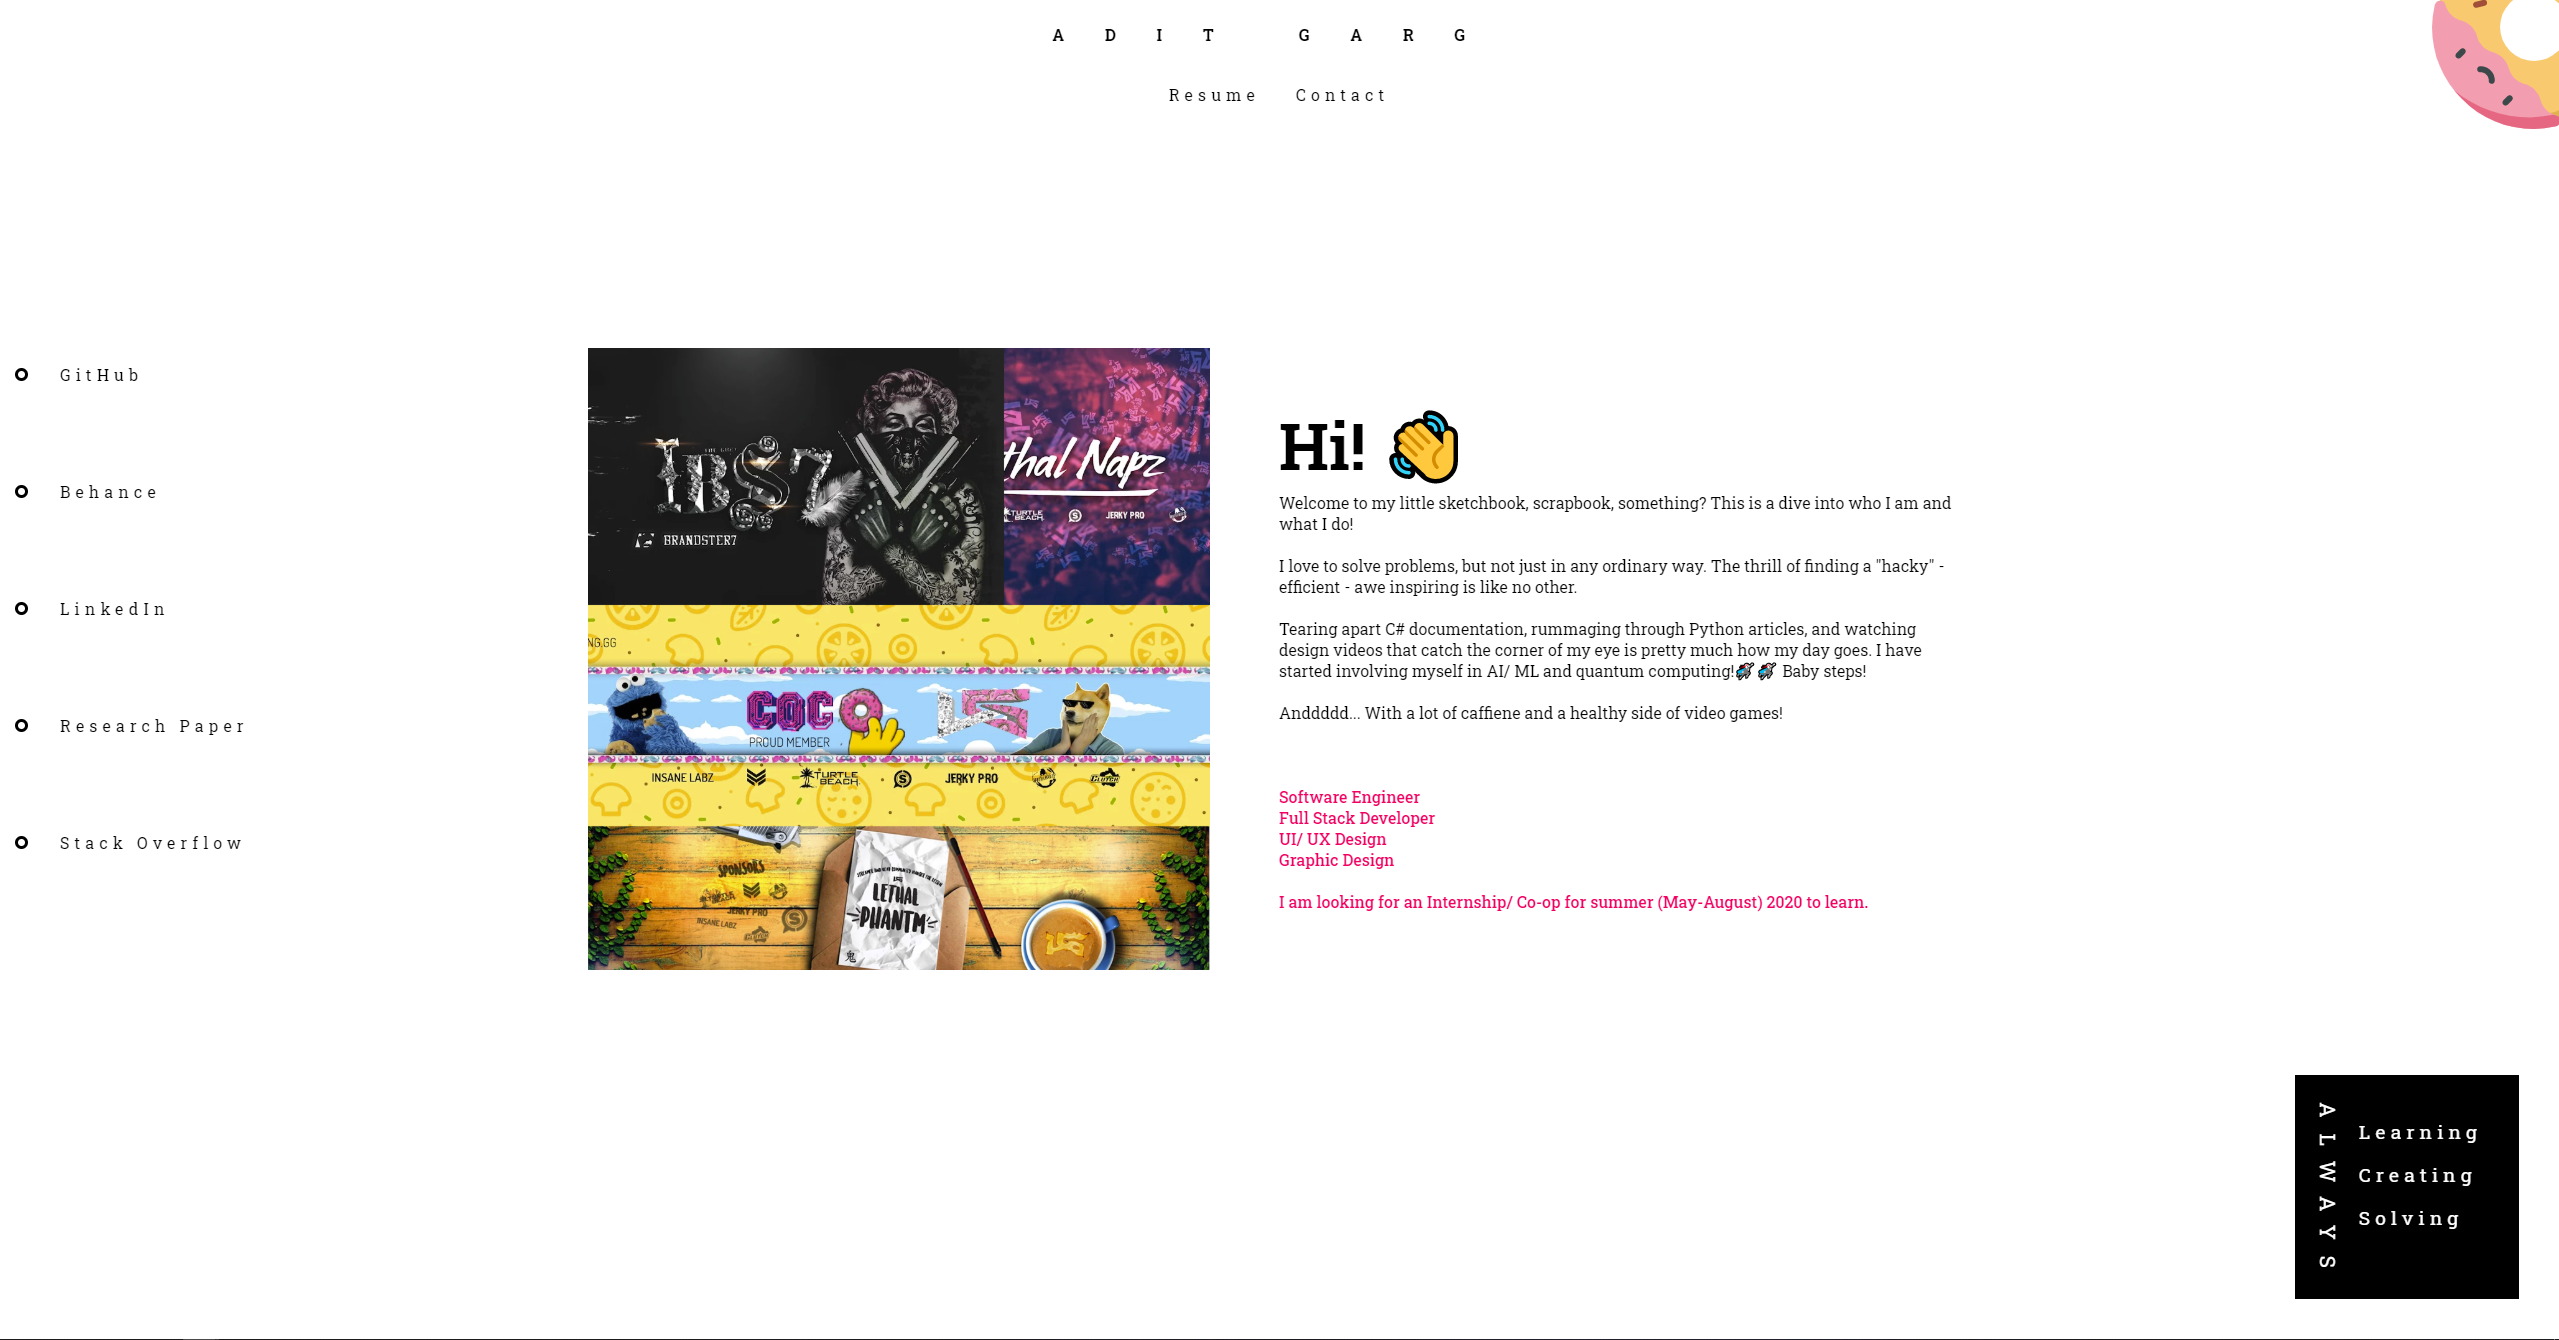 ADIT GARG
Resume Contact
GitHub
Behance
LinkedIn
Research Paper
Stack Overflow
BRANDSTER7
thal Napz
TURTLE BEACH
JERKY PRO
NG.GG
COCO
PROUD MEMBER
INSANE LABZ
TURTLE BEACH
JERKY PRO
CLUTCH
SPONSORS
JERKY PRO
INSANE LABZ
LETHAL
PHANTM
鬼
Hi!
Welcome to my little sketchbook, scrapbook, something? This is a dive into who I am and
what I do!
I love to solve problems, but not just in any ordinary way. The thrill of finding a "hacky" -
efficient - awe inspiring is like no other.
Tearing apart C# documentation, rummaging through Python articles, and watching
design videos that catch the corner of my eye is pretty much how my day goes. I have
started involving myself in AI/ ML and quantum computing! Baby steps!
Anddddd... With a lot of caffiene and a healthy side of video games!
Software Engineer
Full Stack Developer
UI/ UX Design
Graphic Design
I am looking for an Internship/ Co-op for summer (May-August) 2020 to learn.
ALWAYS
Learning
Creating
Solving